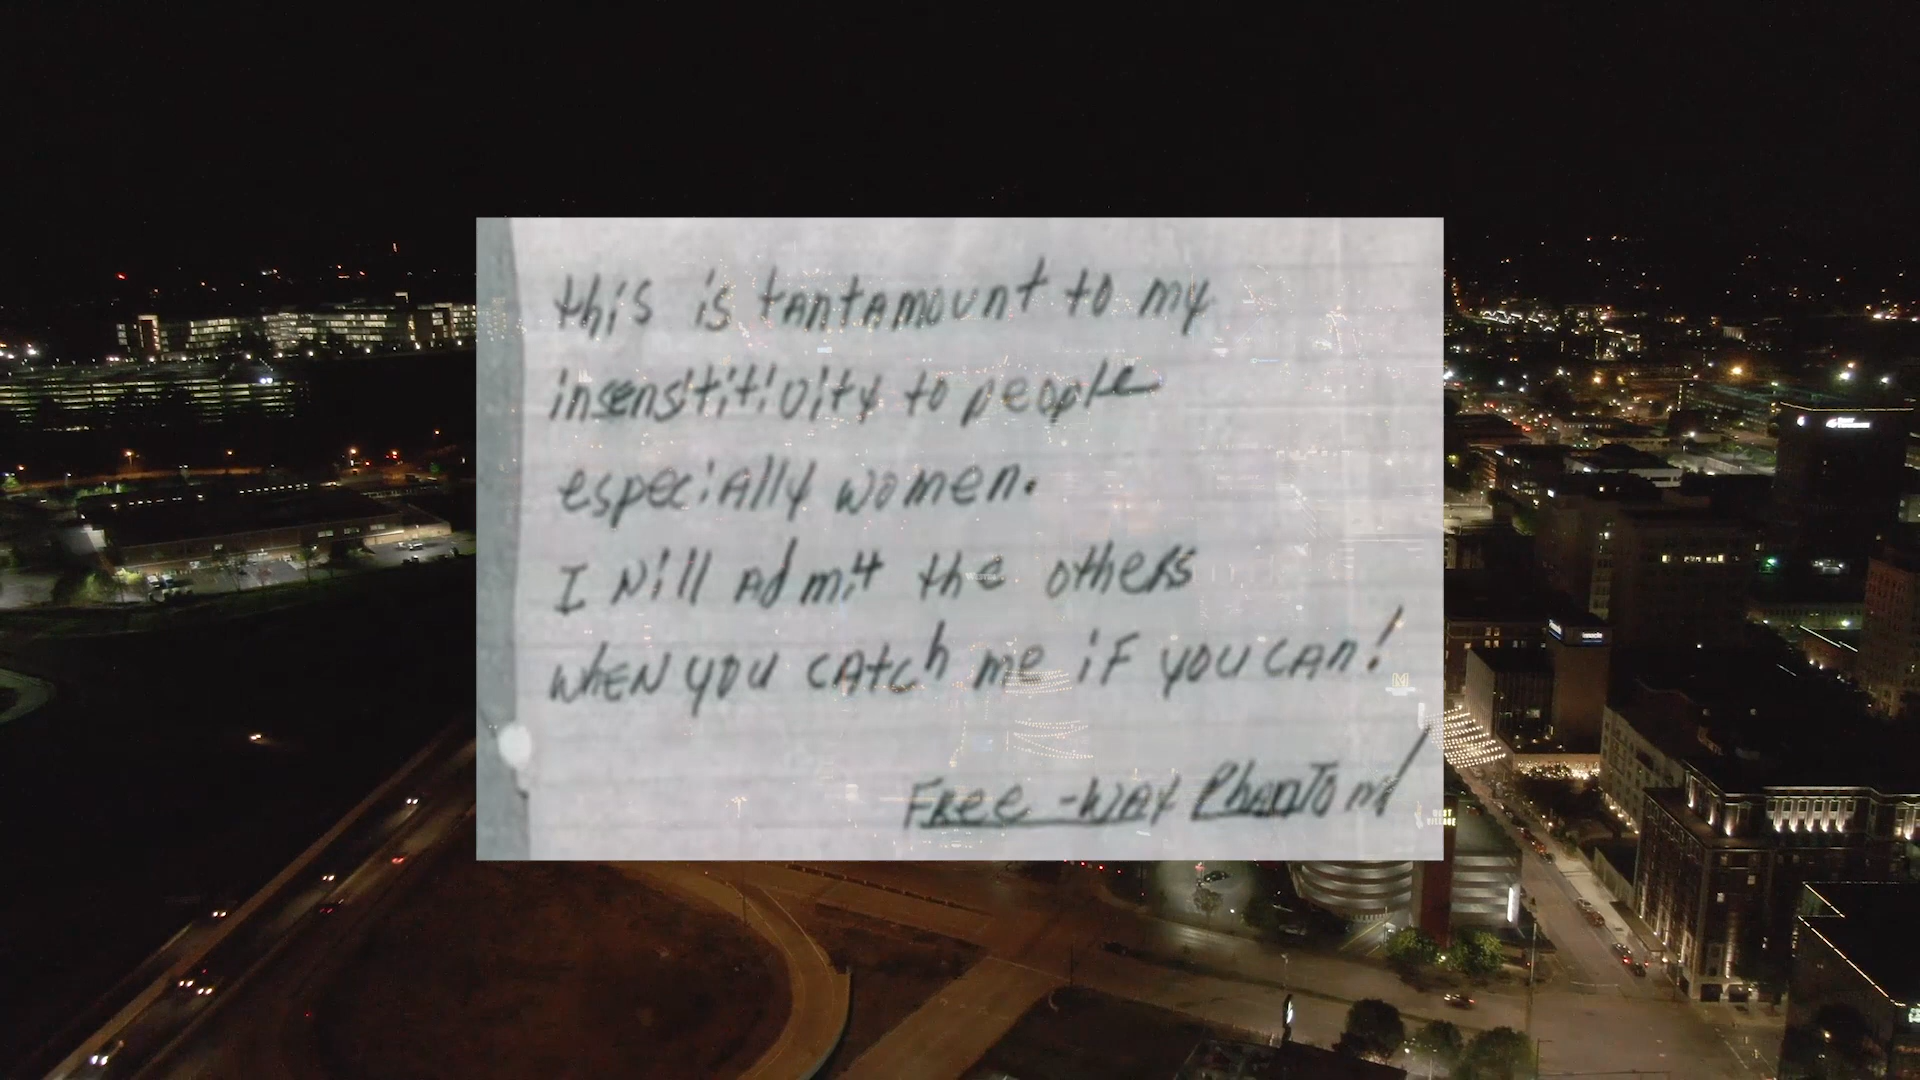 this is tantamount to my
insenstitivity to people
especially women.
I will Admit the others
wHEN you cAtch me iF you cAn!
FRee-wAy PhanTom